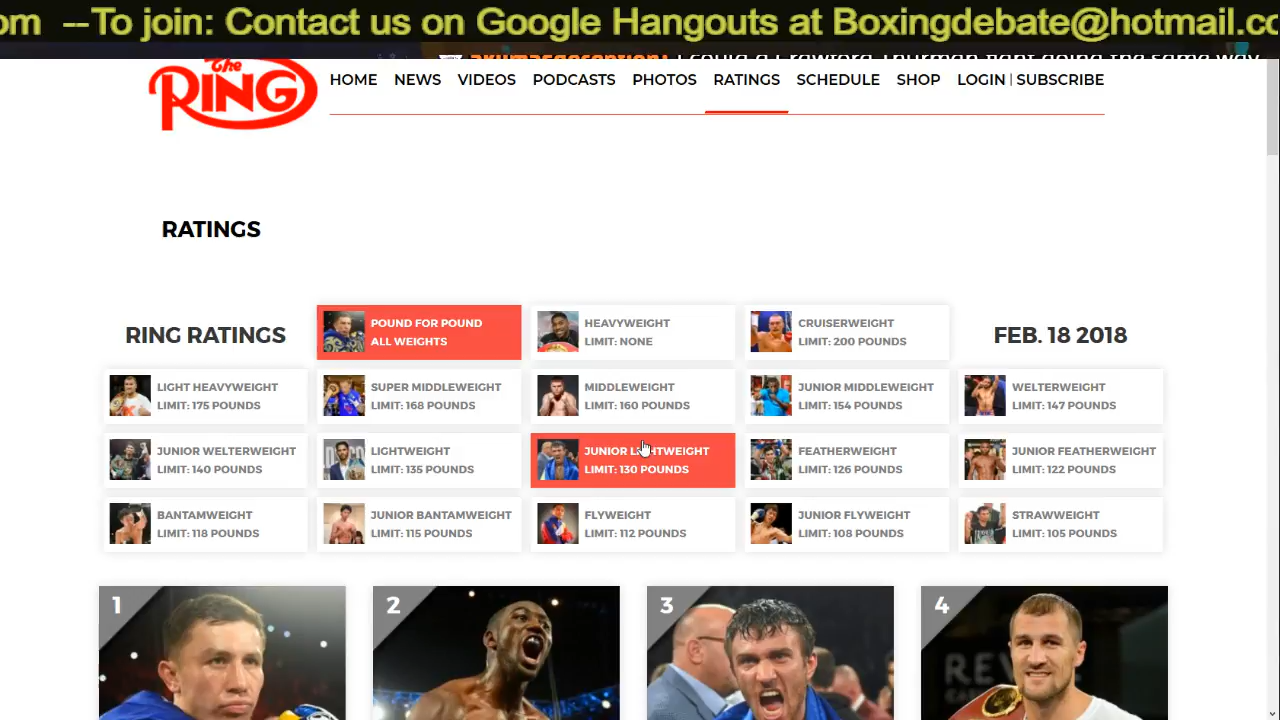 om --To join: Contact us on Google Hangouts at Boxingdebate@hotmail.co
The
RING
HOME NEWS VIDEOS PODCASTS PHOTOS RATINGS SCHEDULE SHOP LOGIN | SUBSCRIBE
RATINGS
RING RATINGS
POUND FOR POUND
ALL WEIGHTS
HEAVYWEIGHT
LIMIT: NONE
CRUISERWEIGHT
LIMIT: 200 POUNDS
FEB. 18 2018
LIGHT HEAVYWEIGHT
LIMIT: 175 POUNDS
SUPER MIDDLEWEIGHT
LIMIT: 168 POUNDS
MIDDLEWEIGHT
LIMIT: 160 POUNDS
JUNIOR MIDDLEWEIGHT
LIMIT: 154 POUNDS
WELTERWEIGHT
LIMIT: 147 POUNDS
JUNIOR WELTERWEIGHT
LIMIT: 140 POUNDS
LIGHTWEIGHT
LIMIT: 135 POUNDS
JUNIOR LIGHTWEIGHT
LIMIT: 130 POUNDS
FEATHERWEIGHT
LIMIT: 126 POUNDS
JUNIOR FEATHERWEIGHT
LIMIT: 122 POUNDS
BANTAMWEIGHT
LIMIT: 118 POUNDS
JUNIOR BANTAMWEIGHT
LIMIT: 115 POUNDS
FLYWEIGHT
LIMIT: 112 POUNDS
JUNIOR FLYWEIGHT
LIMIT: 108 POUNDS
STRAWWEIGHT
LIMIT: 105 POUNDS
1
2
3
4